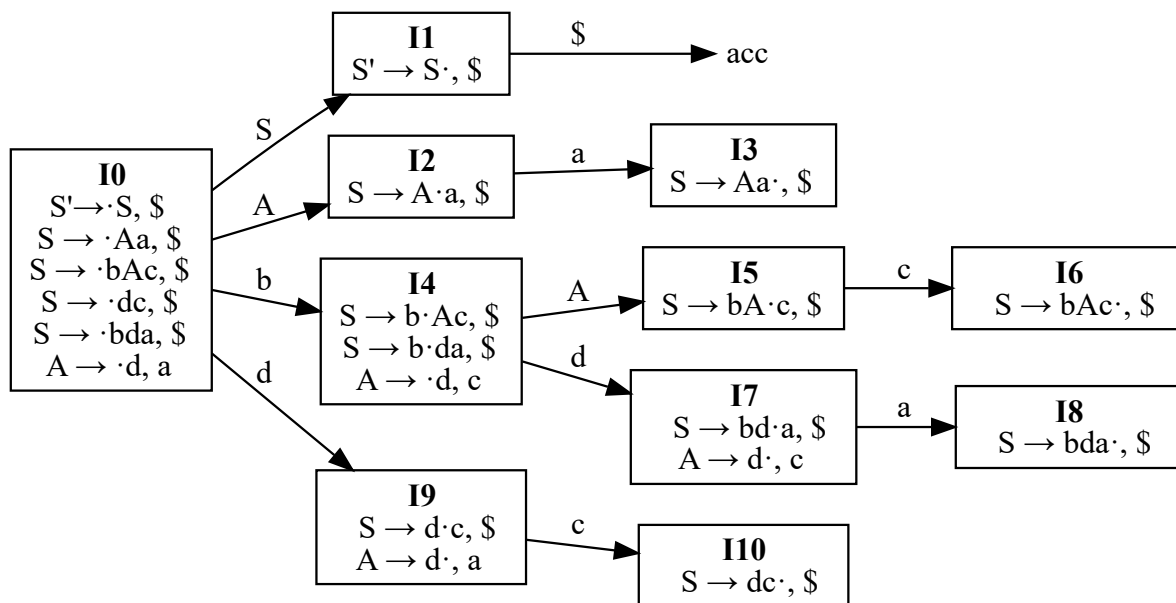 I0
S'→·S, $
S → ·Aa, $
S → ·bAc, $
S → ·dc, $
S → ·bda, $
A → ·d, a
S
A
b
d
I1
S' → S·, $
$
acc
I2
S → A·a, $
a
I3
S → Aa·, $
I4
S → b·Ac, $
S → b·da, $
A → ·d, c
A
d
I5
S → bA·c, $
c
I6
S → bAc·, $
I7
S → bd·a, $
A → d·, c
a
I8
S → bda·, $
I9
S → d·c, $
A → d·, a
c
I10
S → dc·, $